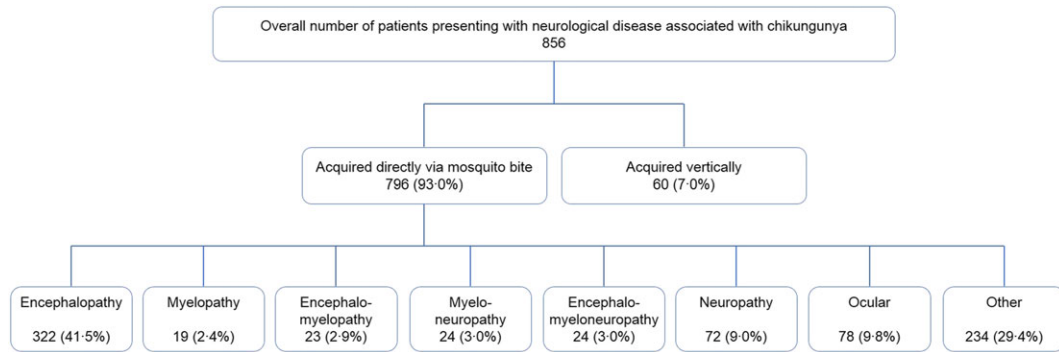 Overall number of patients presenting with neurological disease associated with chikungunya
856
Acquired directly via mosquito bite
796 (93·0%)
Acquired vertically
60 (7·0%)
Encephalopathy
322 (41·5%)
Myelopathy
19 (2·4%)
Encephalo-
myelopathy
23 (2·9%)
Myelo-
neuropathy
24 (3·0%)
Encephalo-
myeloneuropathy
24 (3·0%)
Neuropathy
72 (9·0%)
Ocular
78 (9·8%)
Other
234 (29·4%)